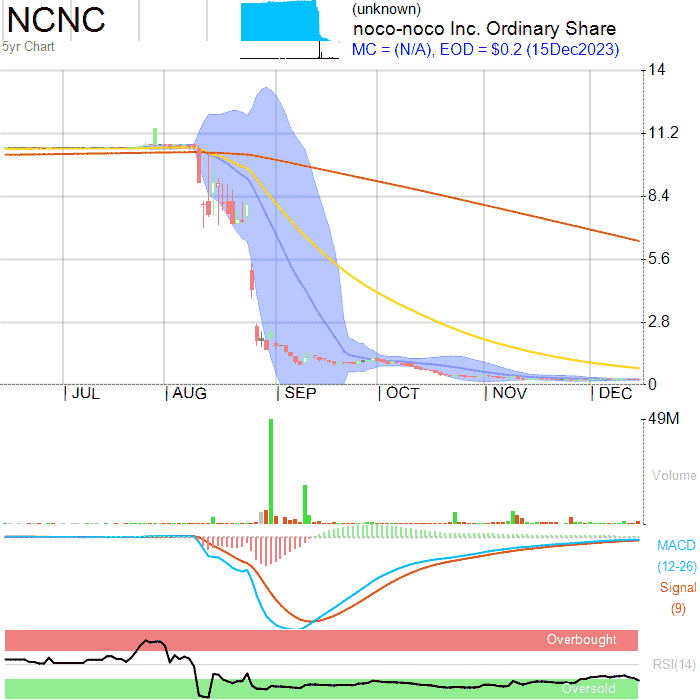 NCNC
5yr Chart
(unknown)
noco-noco Inc. Ordinary Share
MC = (N/A), EOD = $0.2 (15Dec2023)
14
11.2
8.4
5.6
2.8
0
JUL AUG SEP OCT NOV DEC
49M
Volume
MACD
(12-26)
Signal
(9)
Overbought
RSI(14)
Oversold